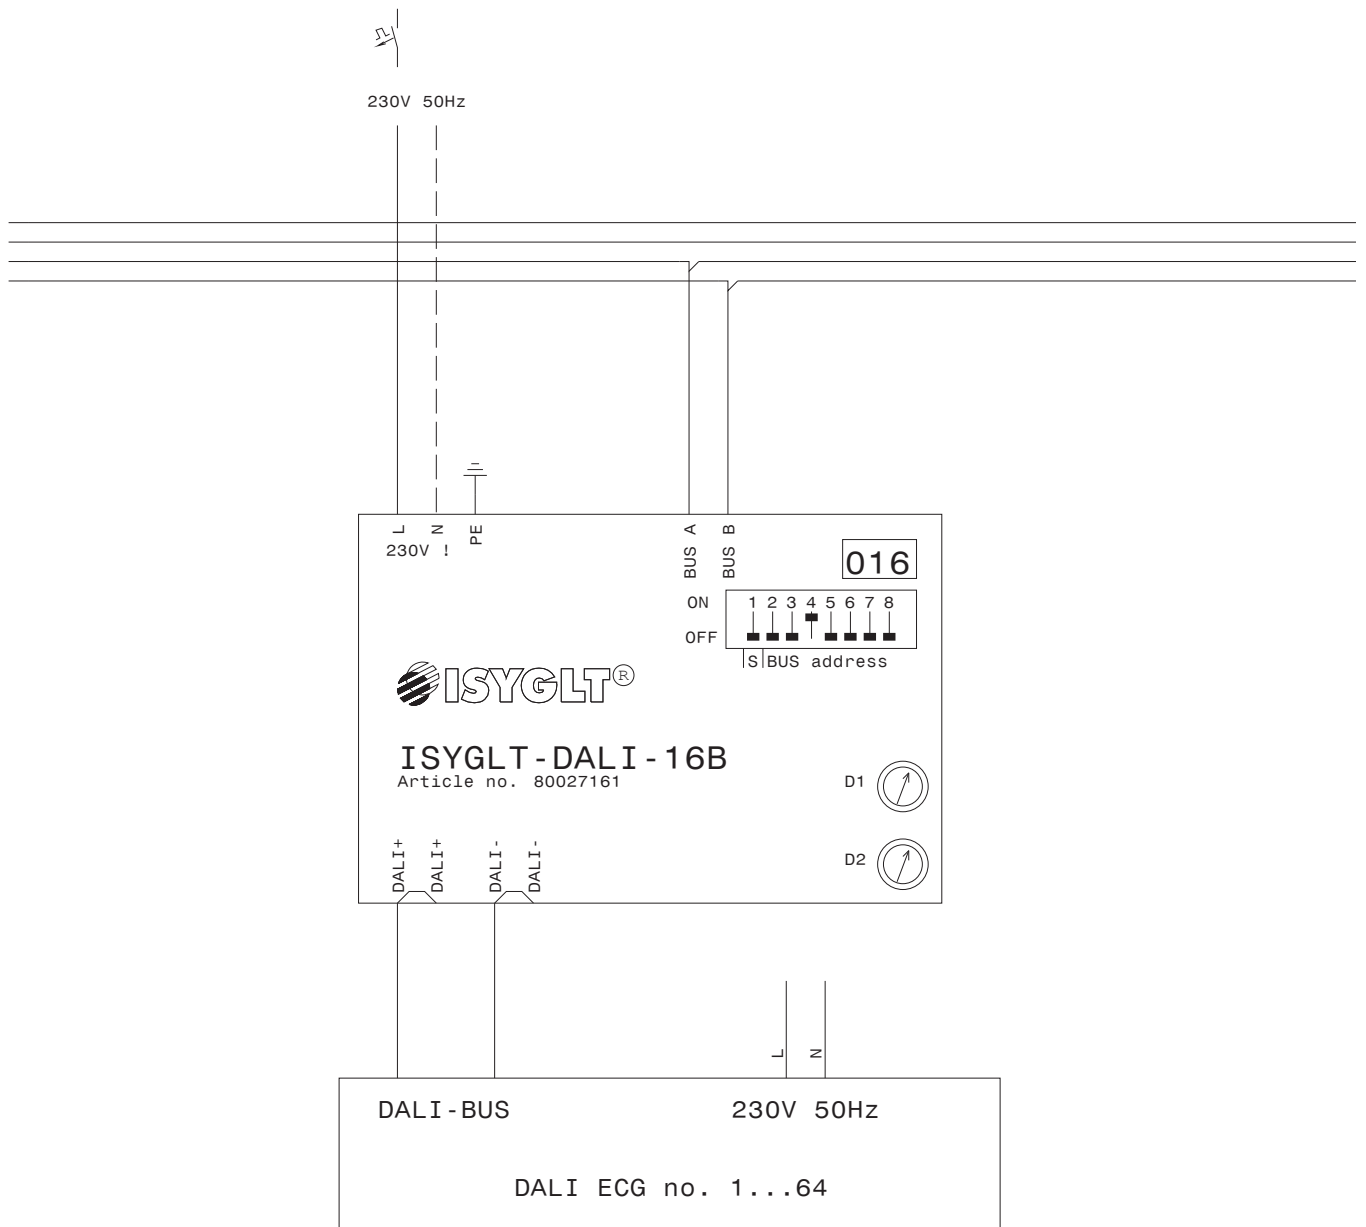 230V 50Hz
L
N
PE
230V !
BUS A
BUS B
016
ON
1 2 3 4 5 6 7 8
OFF
S BUS address
ISYGLT®
ISYGLT-DALI-16B
Article no. 80027161
D1
D2
DALI+
DALI+
DALI-
DALI-
L
N
DALI-BUS
230V 50Hz
DALI ECG no. 1...64